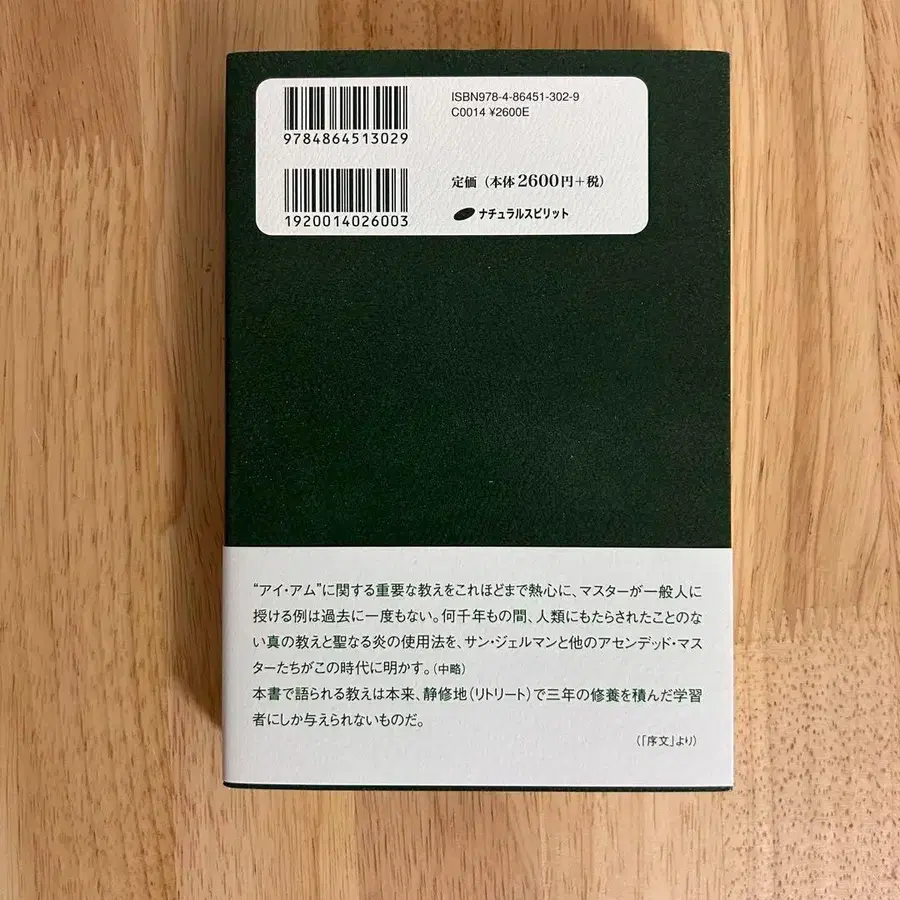 ISBN978-4-86451-302-9
C0014 ¥2600E
9784864513029
1920014026003
定価（本体2600円＋税）
ナチュラルスピリット
“アイ・アム”に関する重要な教えをこれほどまで熱心に、マスターが一般人に
授ける例は過去に一度もない。何千年もの間、人類にもたらされたことのな
い真の教えと聖なる炎の使用法を、サン・ジェルマンと他のアセンデッド・マス
ターたちがこの時代に明かす。（中略）
本書で語られる教えは本来、静修地（リトリート）で三年の修養を積んだ学習
者にしか与えられないものだ。
（「序文」より）